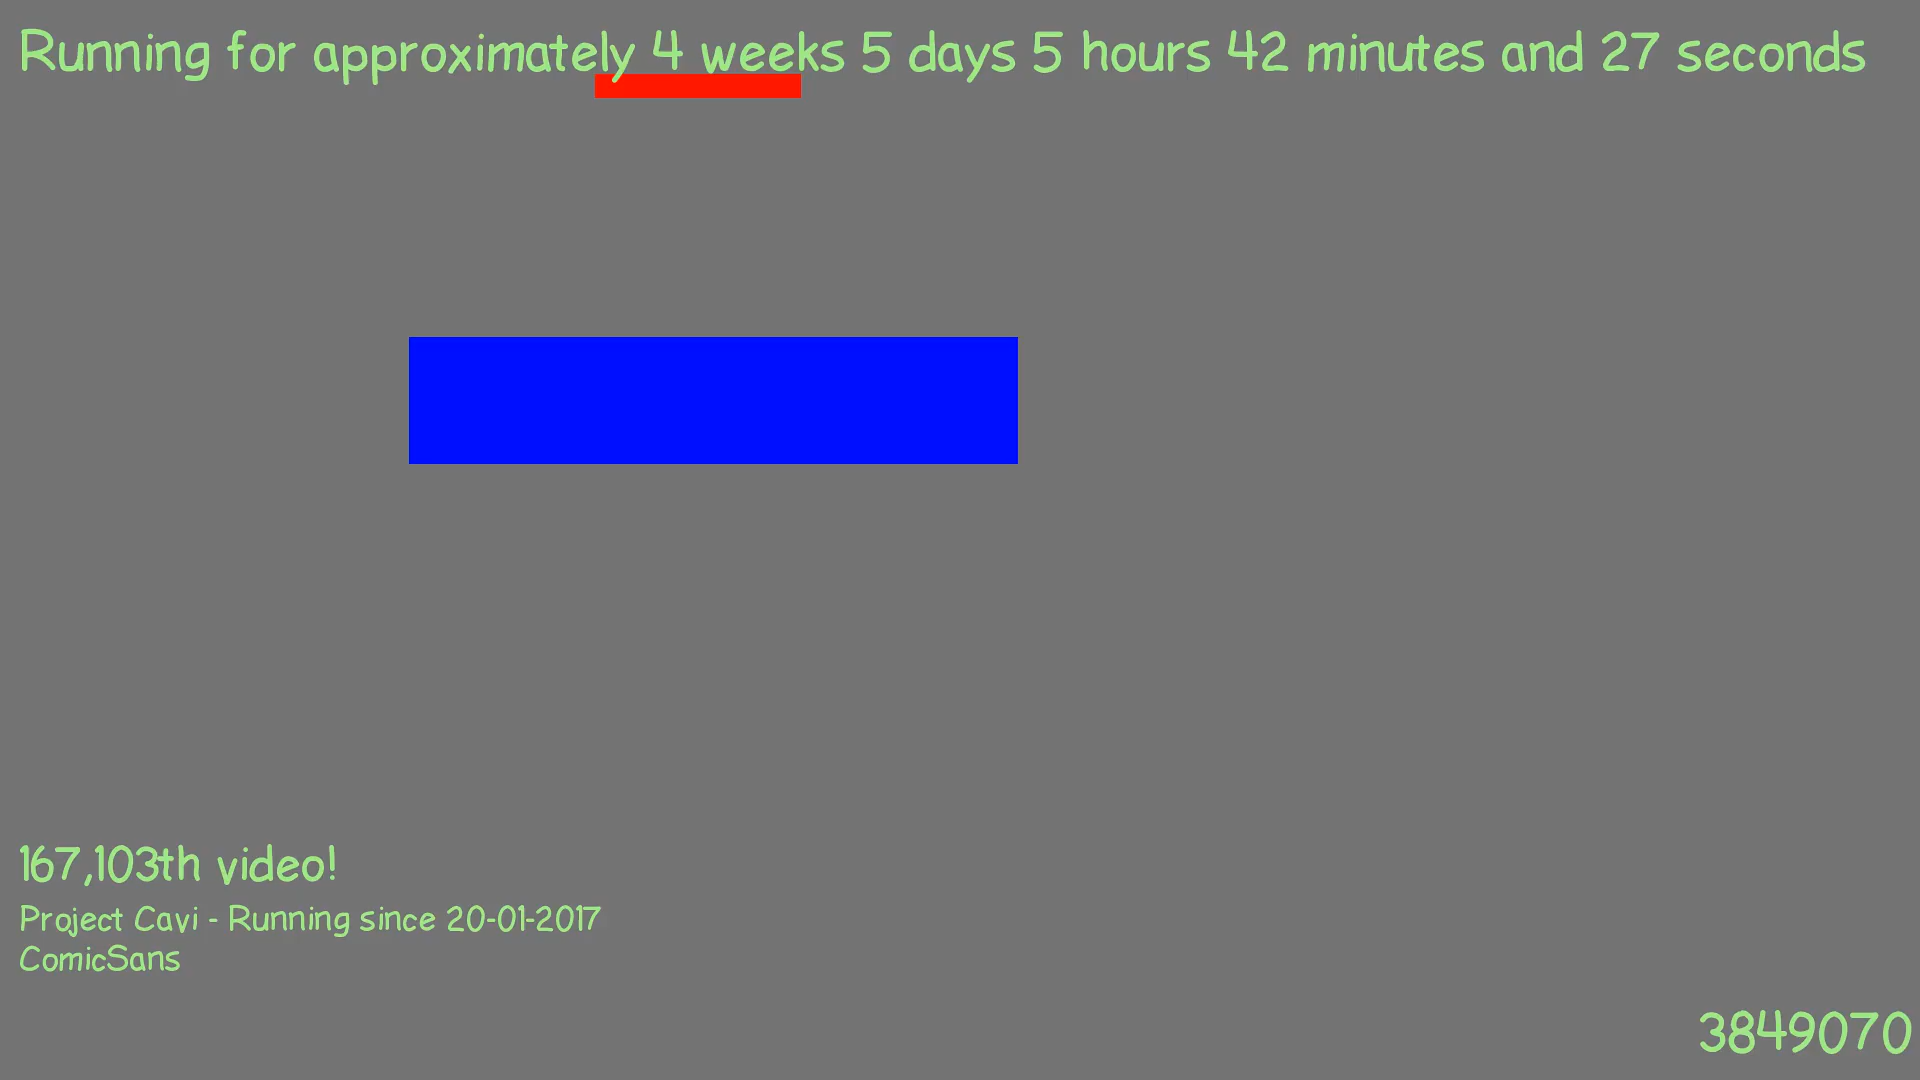 Running for approximately 4 weeks 5 days 5 hours 42 minutes and 27 seconds
167,103th video!
Project Cavi - Running since 20-01-2017
ComicSans
3849070